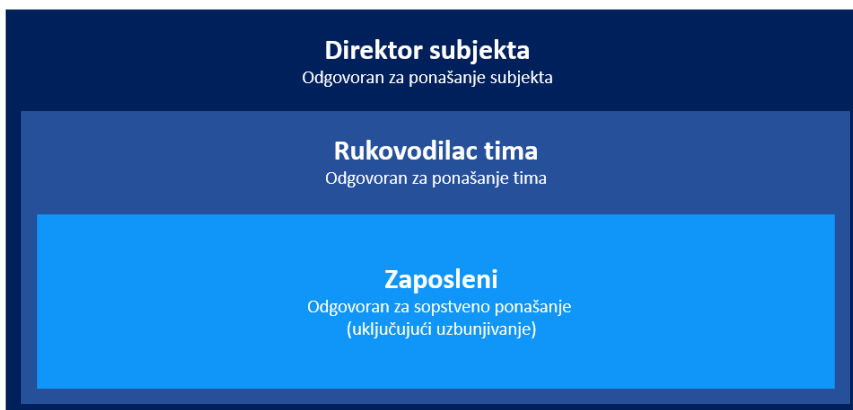 Direktor subjekta
Odgovoran za ponašanje subjekta
Rukovodilac tima
Odgovoran za ponašanje tima
Zaposleni
Odgovoran za sopstveno ponašanje
(uključujući uzbunjivanje)